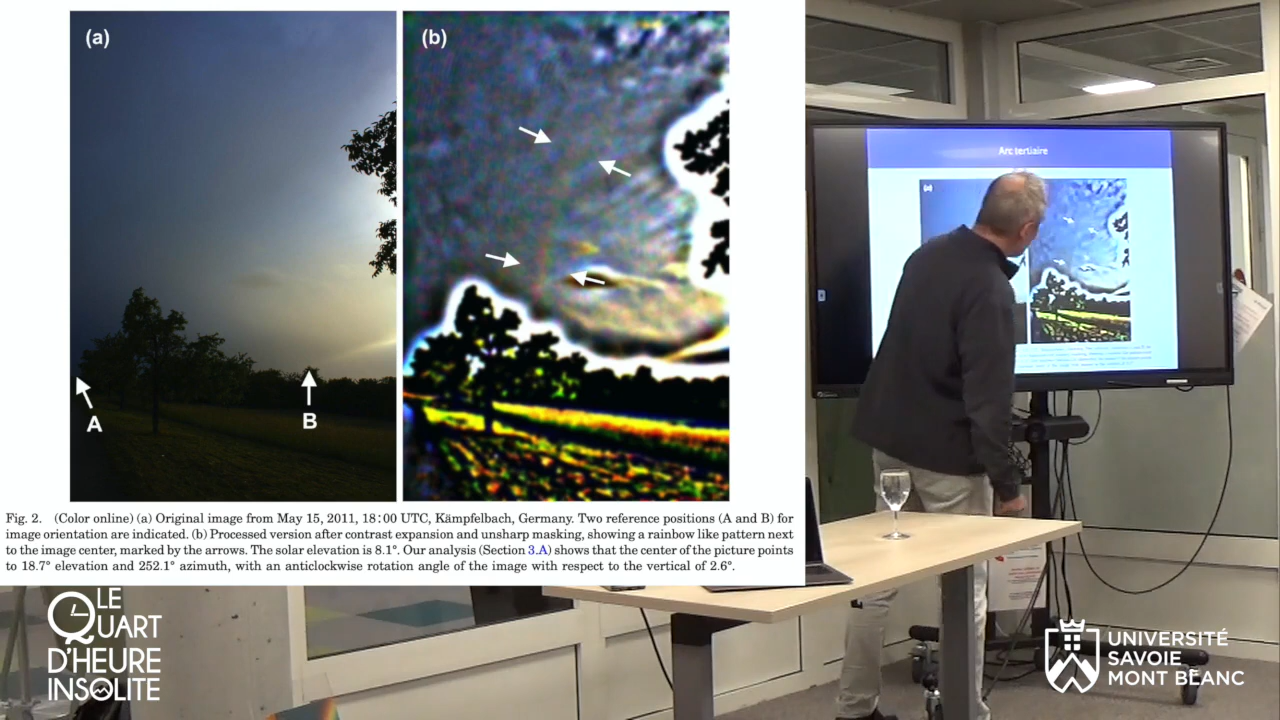 (a)
(b)
A
B
Fig. 2. (Color online) (a) Original image from May 15, 2011, 18:00 UTC, Kämpfelbach, Germany. Two reference positions (A and B) for
image orientation are indicated. (b) Processed version after contrast expansion and unsharp masking, showing a rainbow like pattern next
to the image center, marked by the arrows. The solar elevation is 8.1°. Our analysis (Section 3.A) shows that the center of the picture points
to 18.7° elevation and 252.1° azimuth, with an anticlockwise rotation angle of the image with respect to the vertical of 2.6°.
Arc tertiaire
LE
QUART
D'HEURE
INSOLITE
UNIVERSITÉ
SAVOIE
MONT BLANC